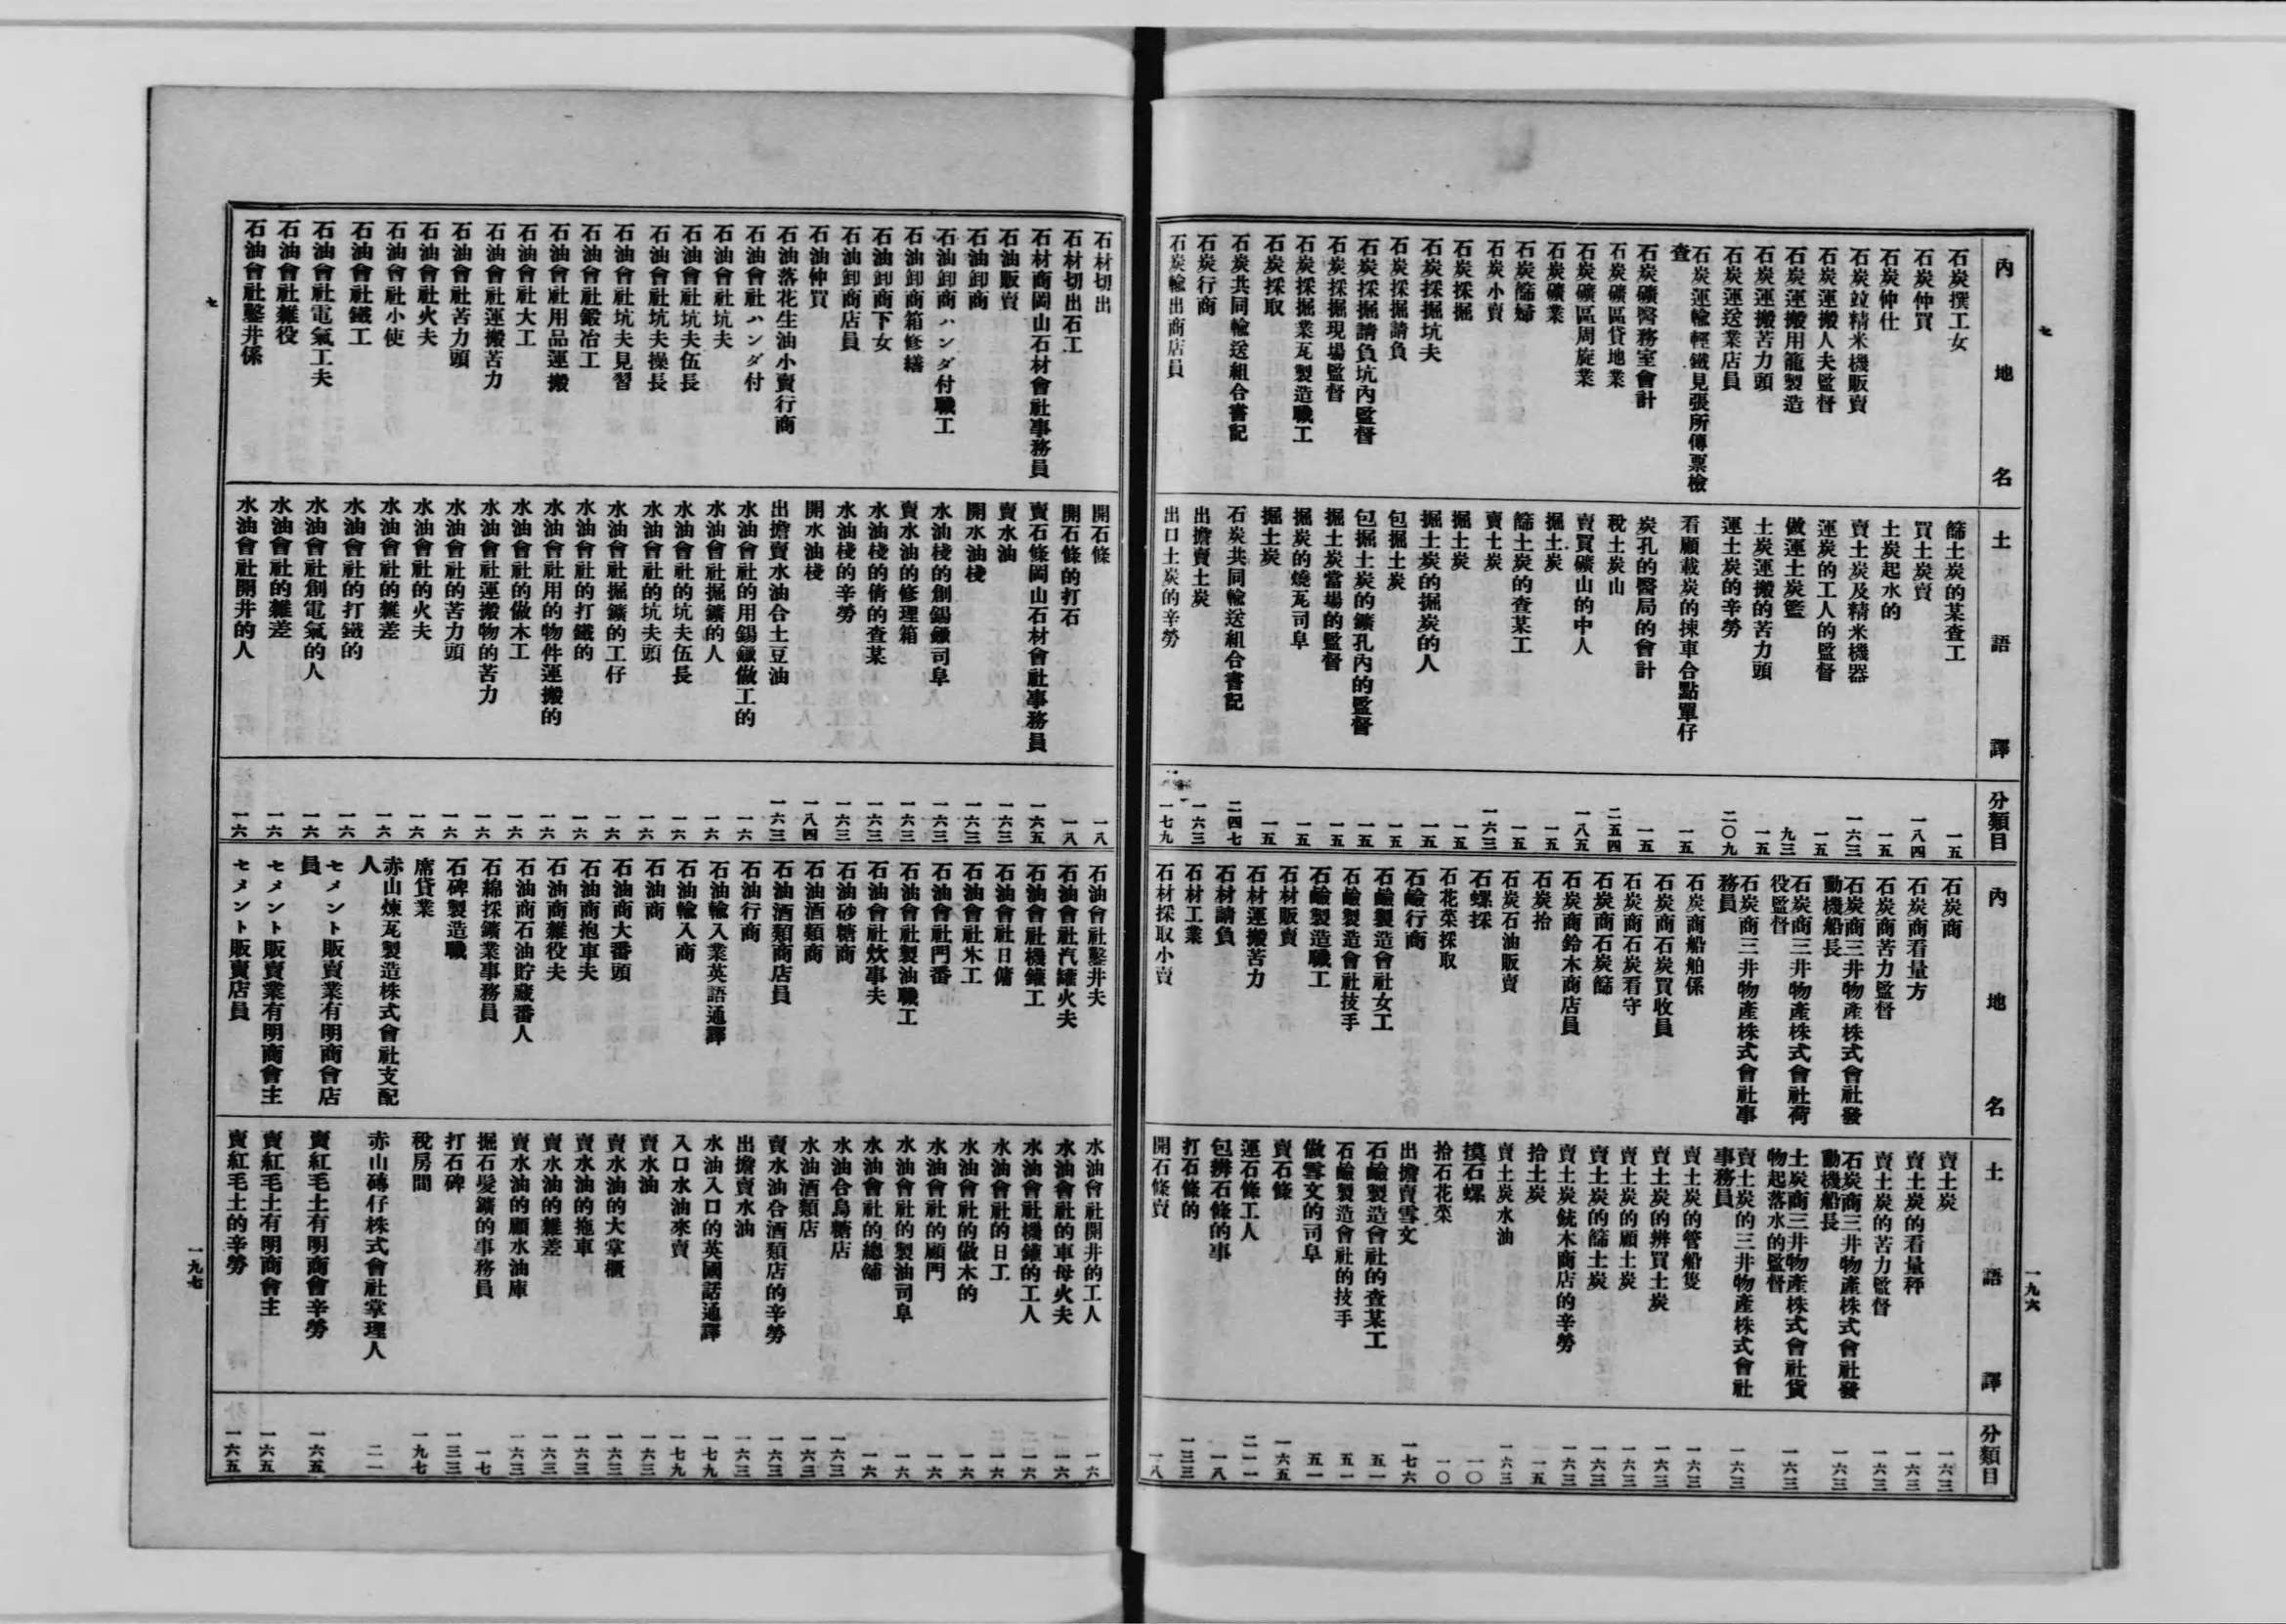 七
內地名 土語譯 分類目
石炭撰工女 篩土炭的某查工 一五
石炭仲買 買土炭賣 一八四
石炭仲仕 土炭起水的 一五
石炭竝精米機販賣 賣土炭及精米機器 一六三
石炭運搬人夫監督 運炭的工人的監督 一五
石炭運搬用籠製造 做運土炭籃 九三
石炭運搬苦力頭 土炭運搬的苦力頭 一五
石炭運送業店員 運土炭的辛勞 二〇九
石炭運輸輕鐵見張所傳票檢
查 看顧載炭的揀車合點單仔 一五
石炭礦醫務室會計 炭孔的醫局的會計 一五
石炭礦區貸地業 稅土炭山 二五四
石炭礦區周旋業 賣買礦山的中人 一八五
石炭礦業 掘土炭 一五
石炭篩婦 篩土炭的查某工 一五
石炭小賣 賣土炭 一六三
石炭採掘 掘土炭 一五
石炭採掘坑夫 掘土炭的掘炭的人 一五
石炭採掘請負 包掘土炭 一五
石炭採掘請負坑內監督 包掘土炭的鑛孔內的監督 一五
石炭採掘現場監督 掘土炭當場的監督 一五
石炭採掘業瓦製造職工 掘炭的燒瓦司阜 一五
石炭採取 掘土炭 一五
石炭共同輸送組合書記 石炭共同輸送組合書記 二四七
石炭行商 出擔賣土炭 一六三
石炭輸出商店員 出口土炭的辛勞 一七九
內地名 土語譯 分類目
石炭商 賣土炭 一六三
石炭商看量方 賣土炭的看量秤 一六三
石炭商苦力監督 賣土炭的苦力監督 一六三
石炭商三井物產株式會社發
動機船長 石炭商三井物產株式會社發
動機船長 一六三
石炭商三井物產株式會社荷
役監督 土炭商三井物產株式會社貨
物起落水的監督 一六三
石炭商三井物產株式會社事
務員 賣土炭的三井物產株式會社
事務員 一六三
石炭商船舶係 賣土炭的管船隻 一六三
石炭商石炭買收員 賣土炭的辨買土炭 一六三
石炭商石炭看守 賣土炭的顧土炭 一六三
石炭商石炭篩 賣土炭的篩土炭 一六三
石炭商鈴木商店員 賣土炭銃木商店的辛勞 一六三
石炭拾 拾土炭 一五
石炭石油販賣 賣土炭水油 一六三
石螺採 摸石螺 一〇
石花菜採取 拾石花菜 一〇
石鹼行商 出擔賣雪文 一七六
石鹼製造會社女工 石鹼製造會社的查某工 五一
石鹼製造會社技手 石鹼製造會社的技手 五一
石鹼製造職工 做雪文的司阜 五一
石材販賣 賣石條 一六五
石材運搬苦力 運石條工人 二一一
石材請負 包辨石條的事 一八
石材工業 打石條的 一三三
石材採取小賣 開石條賣 一八
一九六
七
石材切出 開石條 一八
石材切出石工 開石條的打石 一八
石材商岡山石材會社事務員 賣石條岡山石材會社事務員 一六五
石油販賣 賣水油 一六三
石油卸商 開水油棧 一六三
石油卸商ハンダ付職工 水油棧的創錫鑞司阜 一六三
石油卸商箱修繕 賣水油的修理箱 一六三
石油卸商下女 水油棧的倩的查某 一六三
石油卸商店員 水油棧的辛勞 一六三
石油仲買 開水油棧 一八四
石油落花生油小賣行商 出擔賣水油合土豆油 一六三
石油會社ハンダ付 水油會社的用錫鑞做工的 一六
石油會社坑夫 水油會社掘鑛的人 一六
石油會社坑夫伍長 水油會社的坑夫伍長 一六
石油會社坑夫操長 水油會社的坑夫頭 一六
石油會社坑夫見習 水油會社掘鑛的工仔 一六
石油會社鍛冶工 水油會社的打鐵的 一六
石油會社用品運搬 水油會社用的物件運搬的 一六
石油會社大工 水油會社的做木工 一六
石油會社運搬苦力 水油會社運搬物的苦力 一六
石油會社苦力頭 水油會社的苦力頭 一六
石油會社火夫 水油會社的火夫 一六
石油會社小使 水油會社的雜差 一六
石油會社鐵工 水油會社的打鐵的 一六
石油會社電氣工夫 水油會社創電氣的人 一六
石油會社雜役 水油會社的雜差 一六
石油會社鑿井係 水油會社開井的人 一六
石油會社鑿井夫 水油會社開井的工人 一六
石油會社汽罐火夫 水油會社的車母火夫 一六
石油會社機鑵工 水油會社機鑵的工人 一六
石油會社日傭 水油會社的日工 一六
石油會社木工 水油會社的做木的 一六
石油會社門番 水油會社的顧門 一六
石油會社製油職工 水油會社的製油司阜 一六
石油會社炊事夫 水油會社的總舖 一六
石油砂糖商 水油合烏糖店 一六三
石油酒類商 水油酒類店 一六三
石油酒類商店員 賣水油合酒類店的辛勞 一六三
石油行商 出擔賣水油 一六三
石油輸入業英語通譯 水油入口的英國話通譯 一七九
石油輸入商 入口水油來賣 一七九
石油商 賣水油 一六三
石油商大番頭 賣水油的大掌櫃 一六三
石油商抱車夫 賣水油的拖車 一六三
石油商雜役夫 賣水油的雜差 一六三
石油商石油貯藏番人 賣水油的顧水油庫 一六三
石綿採鑛業事務員 掘石髮鑛的事務員 一七
石碑製造職 打石碑 一三三
席貸業 稅房間 一九七
赤山煉瓦製造株式會社支配
人 赤山磚仔株式會社掌理人 二一
セメント販賣業有明商會店
員 賣紅毛土有明商會辛勞 一六五
セメント販賣業有明商會主 賣紅毛土有明商會主 一六五
セメント販賣店員 賣紅毛土的辛勞 一六五
一九七